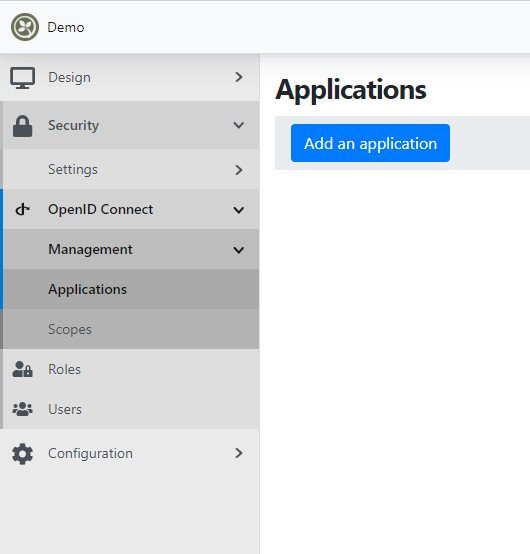 Demo
Design
Security
Settings
OpenID Connect
Management
Applications
Scopes
Roles
Users
Configuration
Applications
Add an application